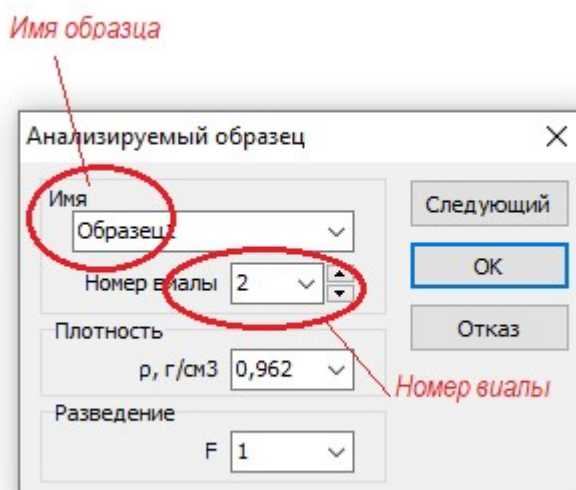 Имя образца
Анализируемый образец
Имя
Образец1
Следующий
Номер виалы 2
OK
Плотность
Отказ
ρ, г/см3 0,962
Номер виалы
Разведение
F 1